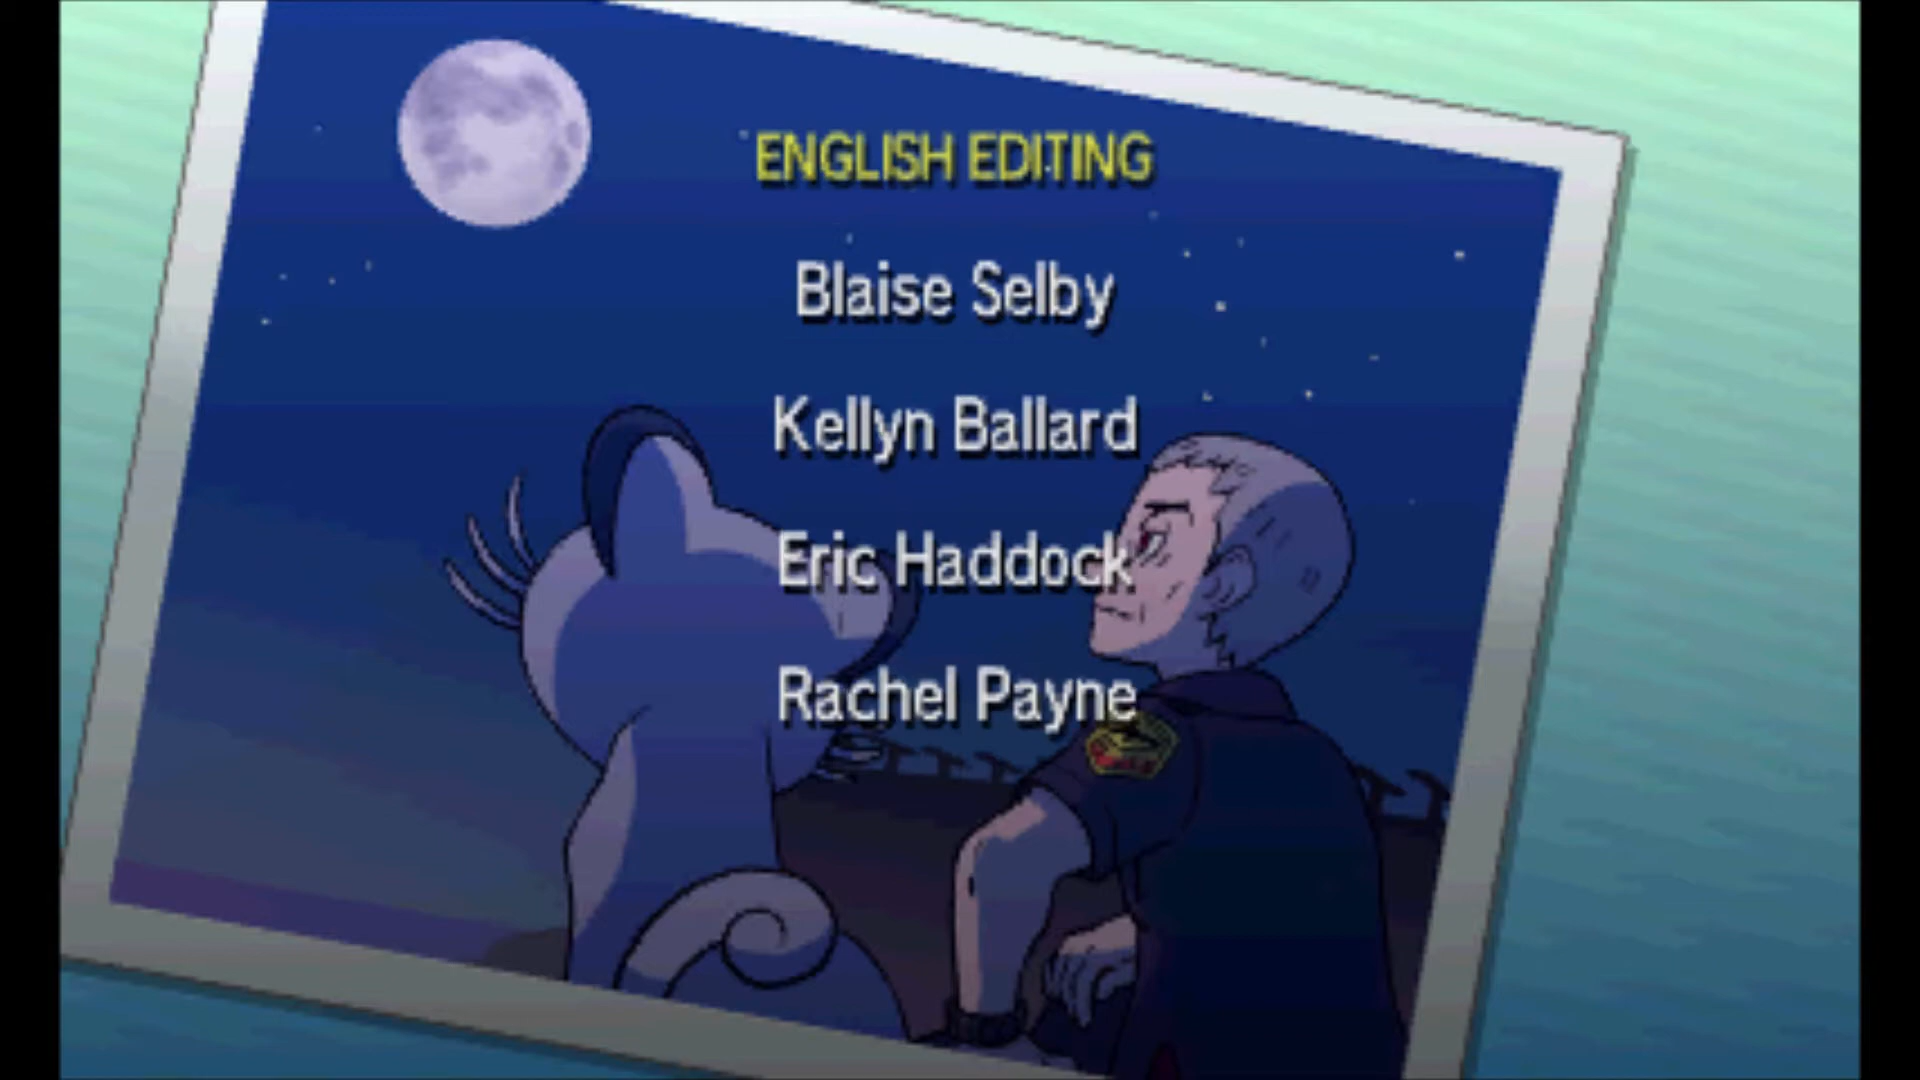 ENGLISH EDITING
Blaise Selby
Kellyn Ballard
Eric Haddock
Rachel Payne